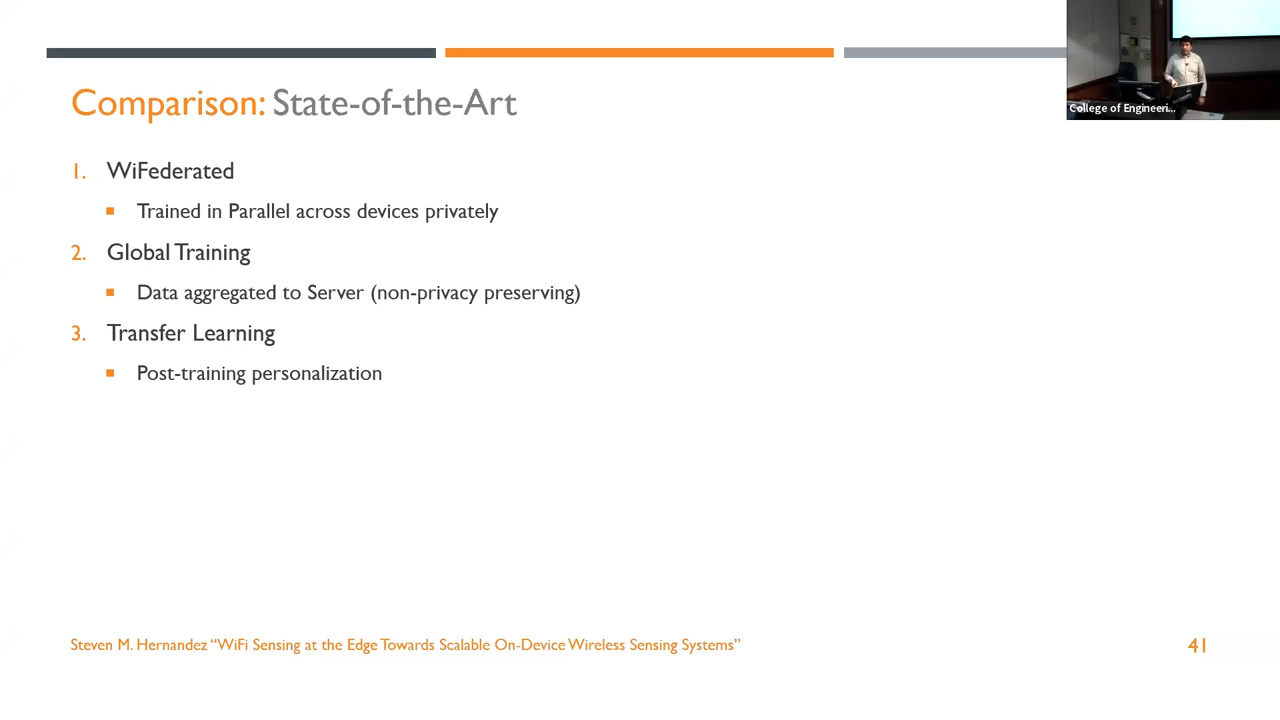 College of Engineeri...
Comparison: State-of-the-Art
1. WiFederated
Trained in Parallel across devices privately
2. Global Training
Data aggregated to Server (non-privacy preserving)
3. Transfer Learning
Post-training personalization
Steven M. Hernandez “WiFi Sensing at the Edge Towards Scalable On-Device Wireless Sensing Systems”
41